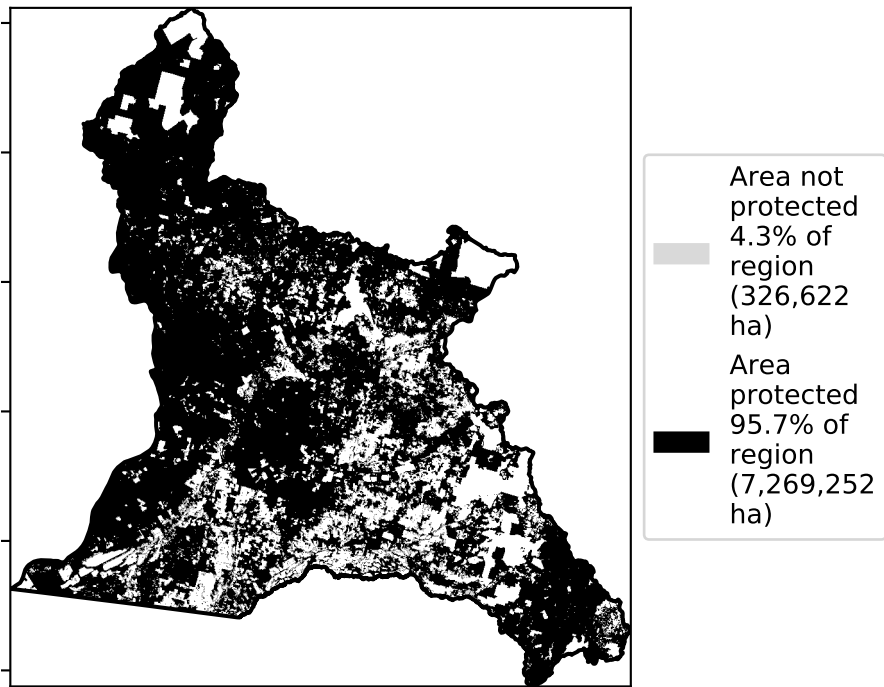 Area not
protected
4.3% of
region
(326,622
ha)
Area
protected
95.7% of
region
(7,269,252
ha)